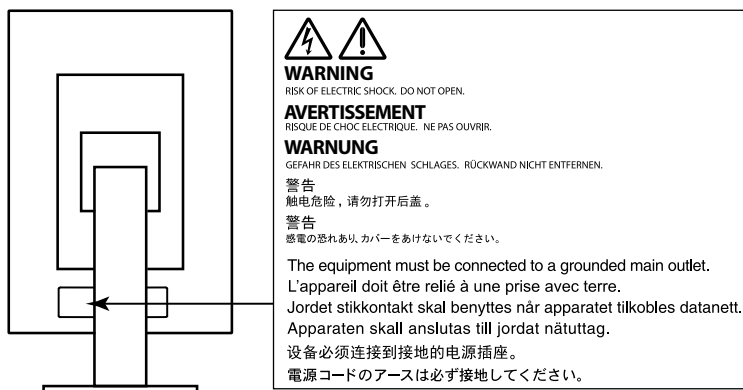 WARNING
RISK OF ELECTRIC SHOCK. DO NOT OPEN.
AVERTISSEMENT
RISQUE DE CHOC ELECTRIQUE. NE PAS OUVRIR.
WARNUNG
GEFAHR DES ELEKTRISCHEN SCHLAGES. RÜCKWAND NICHT ENTFERNEN.
警告
触电危险，请勿打开后盖。
警告
感電の恐れあり、カバーをあけないでください。
The equipment must be connected to a grounded main outlet.
L'appareil doit être relié à une prise avec terre.
Jordet stikkontakt skal benyttes når apparatet tilkobles datanett.
Apparaten skall anslutas till jordat nätuttag.
设备必须连接到接地的电源插座。
電源コードのアースは必ず接地してください。